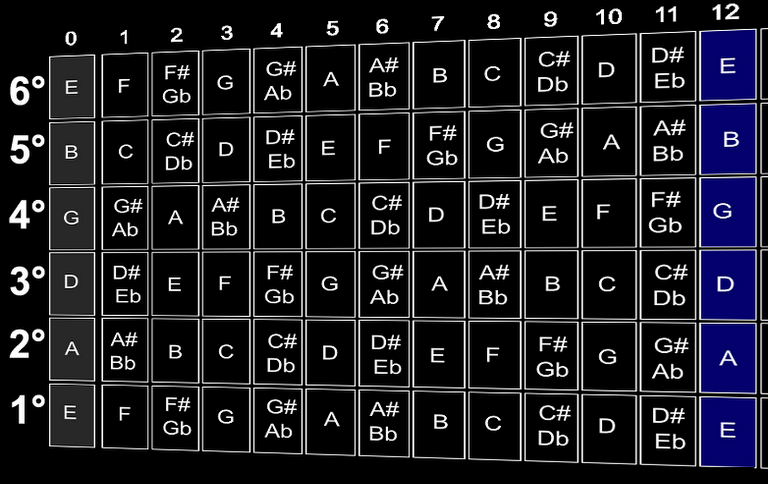 0 1 2 3 4 5 6 7 8 9 10 11 12
6° E F F# Gb G G# Ab A A# Bb B C C# Db D D# Eb E
5° B C C# Db D D# Eb E F F# Gb G G# Ab A A# Bb B
4° G G# Ab A A# Bb B C C# Db D D# Eb E F F# Gb G
3° D D# Eb E F F# Gb G G# Ab A A# Bb B C C# Db D
2° A A# Bb B C C# Db D D# Eb E F F# Gb G G# Ab A
1° E F F# Gb G G# Ab A A# Bb B C C# Db D D# Eb E